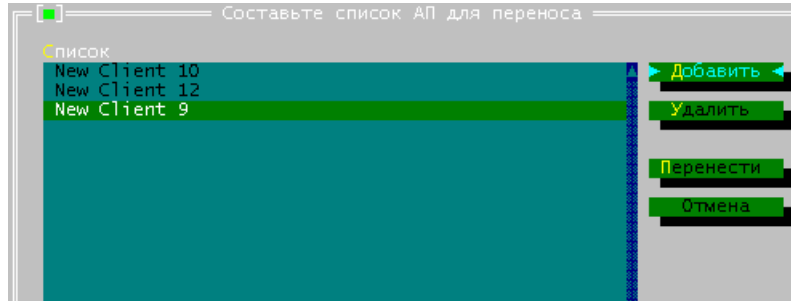 Составьте список АП для переноса
Список
New Client 10
New Client 12
New Client 9
Добавить
Удалить
Перенести
Отмена